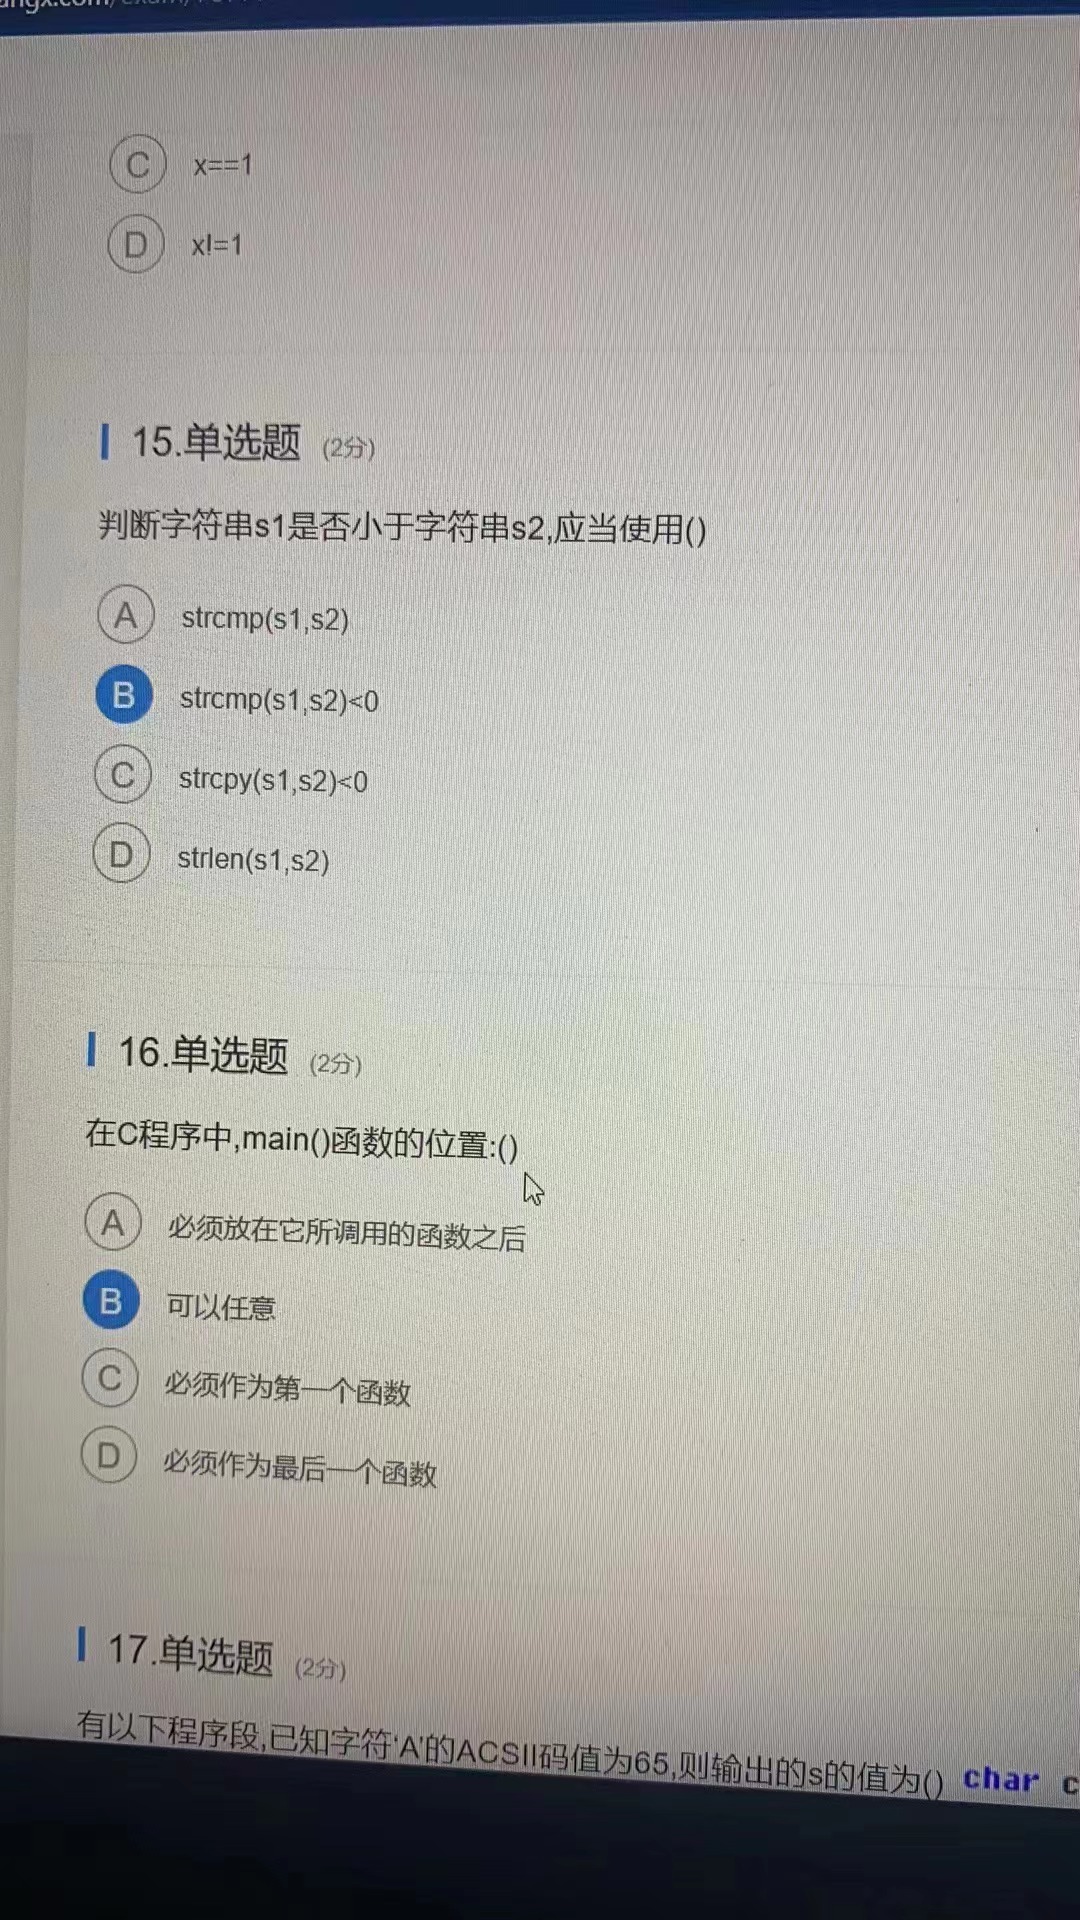 C x==1
D x!=1
15.单选题 (2分)
判断字符串s1是否小于字符串s2,应当使用()
A strcmp(s1,s2)
B strcmp(s1,s2)<0
C strcpy(s1,s2)<0
D strlen(s1,s2)
16.单选题 (2分)
在C程序中,main()函数的位置:()
A 必须放在它所调用的函数之后
B 可以任意
C 必须作为第一个函数
D 必须作为最后一个函数
17.单选题 (2分)
有以下程序段,已知字符'A'的ACSII码值为65,则输出的s的值为() char c